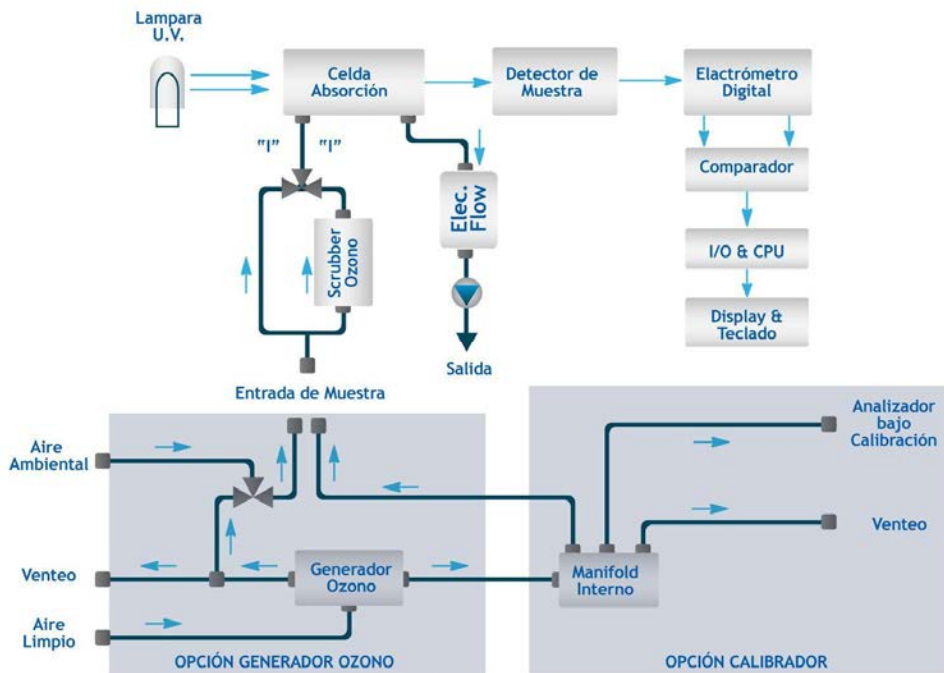 Lampara
U.V.
Celda
Absorción
Detector de
Muestra
Elactrómetro
Digital
"I"
"I"
Comparador
Elec.
Flow
Scrubber
Ozono
I/O & CPU
Display &
Teclado
Salida
Entrada de Muestra
Aire
Ambiental
Analizador
bajo
Calibración
Venteo
Venteo
Generador
Ozono
Manifold
Interno
Aire
Limpio
OPCIÓN GENERADOR OZONO
OPCIÓN CALIBRADOR